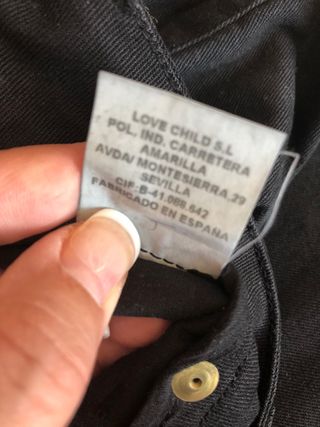 LOVE CHILD S.L
POL. IND. CARRETERA
AMARILLA
AVDA/ MONTESIERRA,29
SEVILLA
CIF:B-41.088.642
FABRICADO EN ESPAÑA